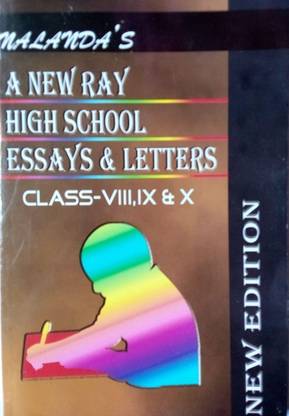 NALANDA'S
A NEW RAY
HIGH SCHOOL
ESSAYS & LETTERS
CLASS-VIII,IX & X
NEW EDITION